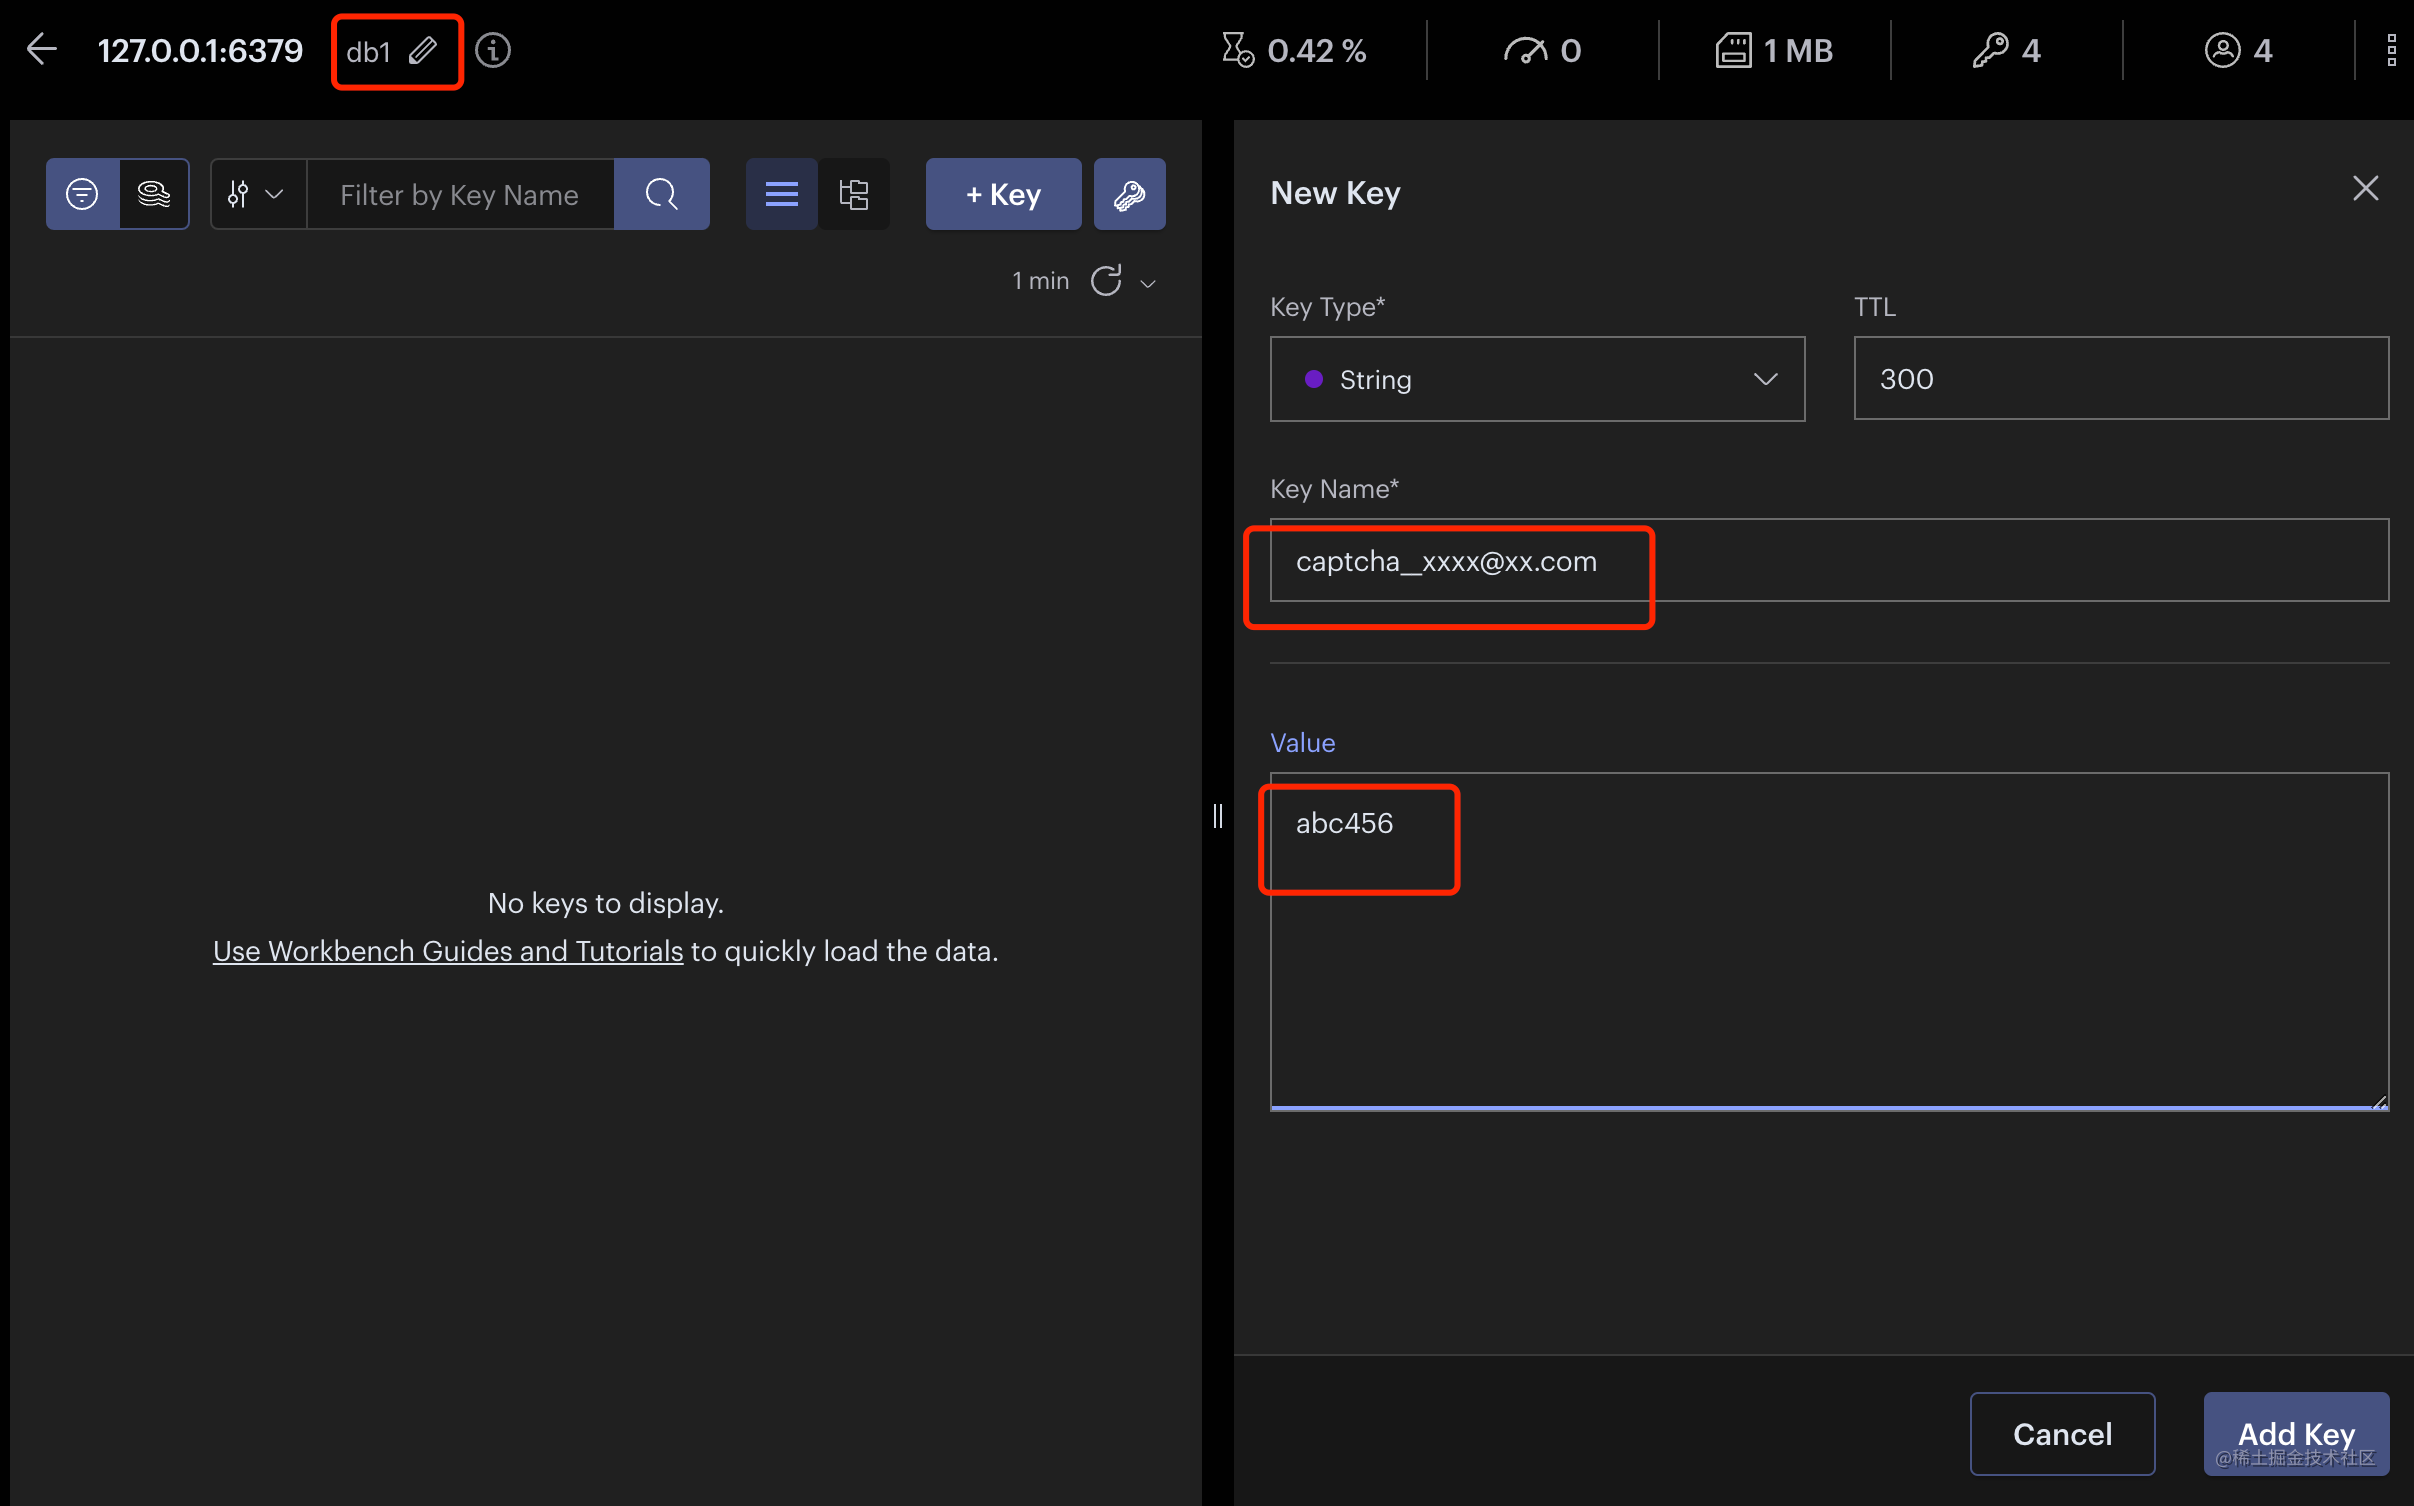 127.0.0.1:6379 db1 0.42 % 0 1 MB 4 4
Filter by Key Name + Key
1 min
No keys to display.
Use Workbench Guides and Tutorials to quickly load the data.
New Key
Key Type* TTL
String 300
Key Name*
captcha__xxxx@xx.com
Value
abc456
Cancel Add Key
@稀土掘金技术社区